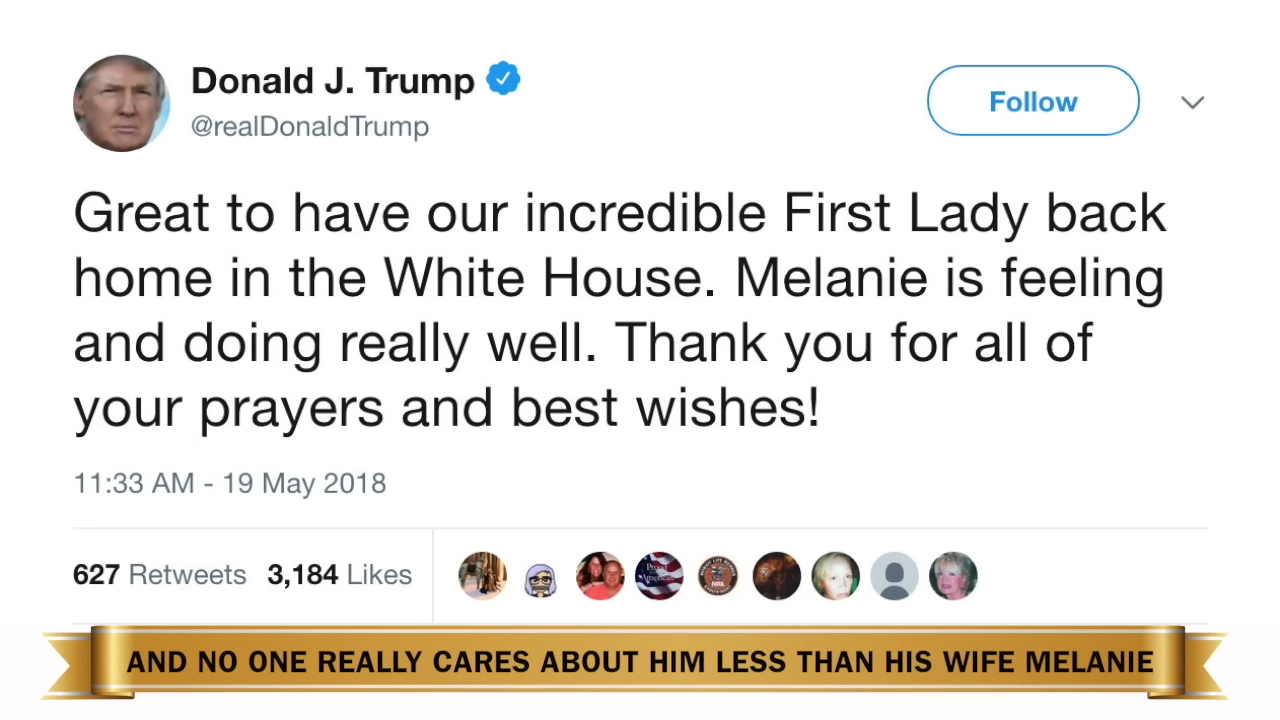 Donald J. Trump
@realDonaldTrump
Follow
Great to have our incredible First Lady back
home in the White House. Melanie is feeling
and doing really well. Thank you for all of
your prayers and best wishes!
11:33 AM - 19 May 2018
627 Retweets 3,184 Likes
Proud
American
NRA
AND NO ONE REALLY CARES ABOUT HIM LESS THAN HIS WIFE MELANIE